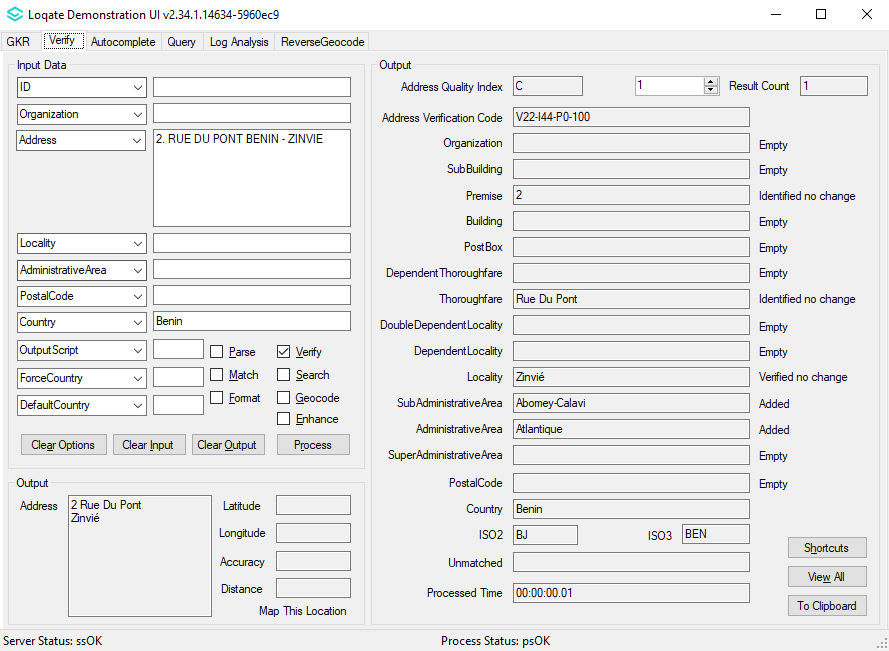 Loqate Demonstration UI v2.34.1.14634-5960ec9
GKR Verify Autocomplete Query Log Analysis ReverseGeocode
Input Data
ID
Organization
Address 2. RUE DU PONT BENIN - ZINVIE
Locality
AdministrativeArea
PostalCode
Country Benin
OutputScript Parse Verify
ForceCountry Match Search
Format Geocode
DefaultCountry
Enhance
Clear Options Clear Input Clear Output Process
Output
Address 2 Rue Du Pont
Zinvié
Latitude
Longitude
Accuracy
Distance
Map This Location
Output
Address Quality Index C 1 Result Count 1
Address Verification Code V22-I44-P0-100
Organization Empty
SubBuilding Empty
Premise 2 Identified no change
Building Empty
PostBox Empty
DependentThoroughfare Empty
Thoroughfare Rue Du Pont Identified no change
DoubleDependentLocality Empty
DependentLocality Empty
Locality Zinvié Verified no change
SubAdministrativeArea Abomey-Calavi Added
AdministrativeArea Atlantique Added
SuperAdministrativeArea Empty
PostalCode Empty
Country Benin
ISO2 BJ ISO3 BEN
Unmatched
Processed Time 00:00:00.01
Shortcuts
View All
To Clipboard
Server Status: ssOK Process Status: psOK